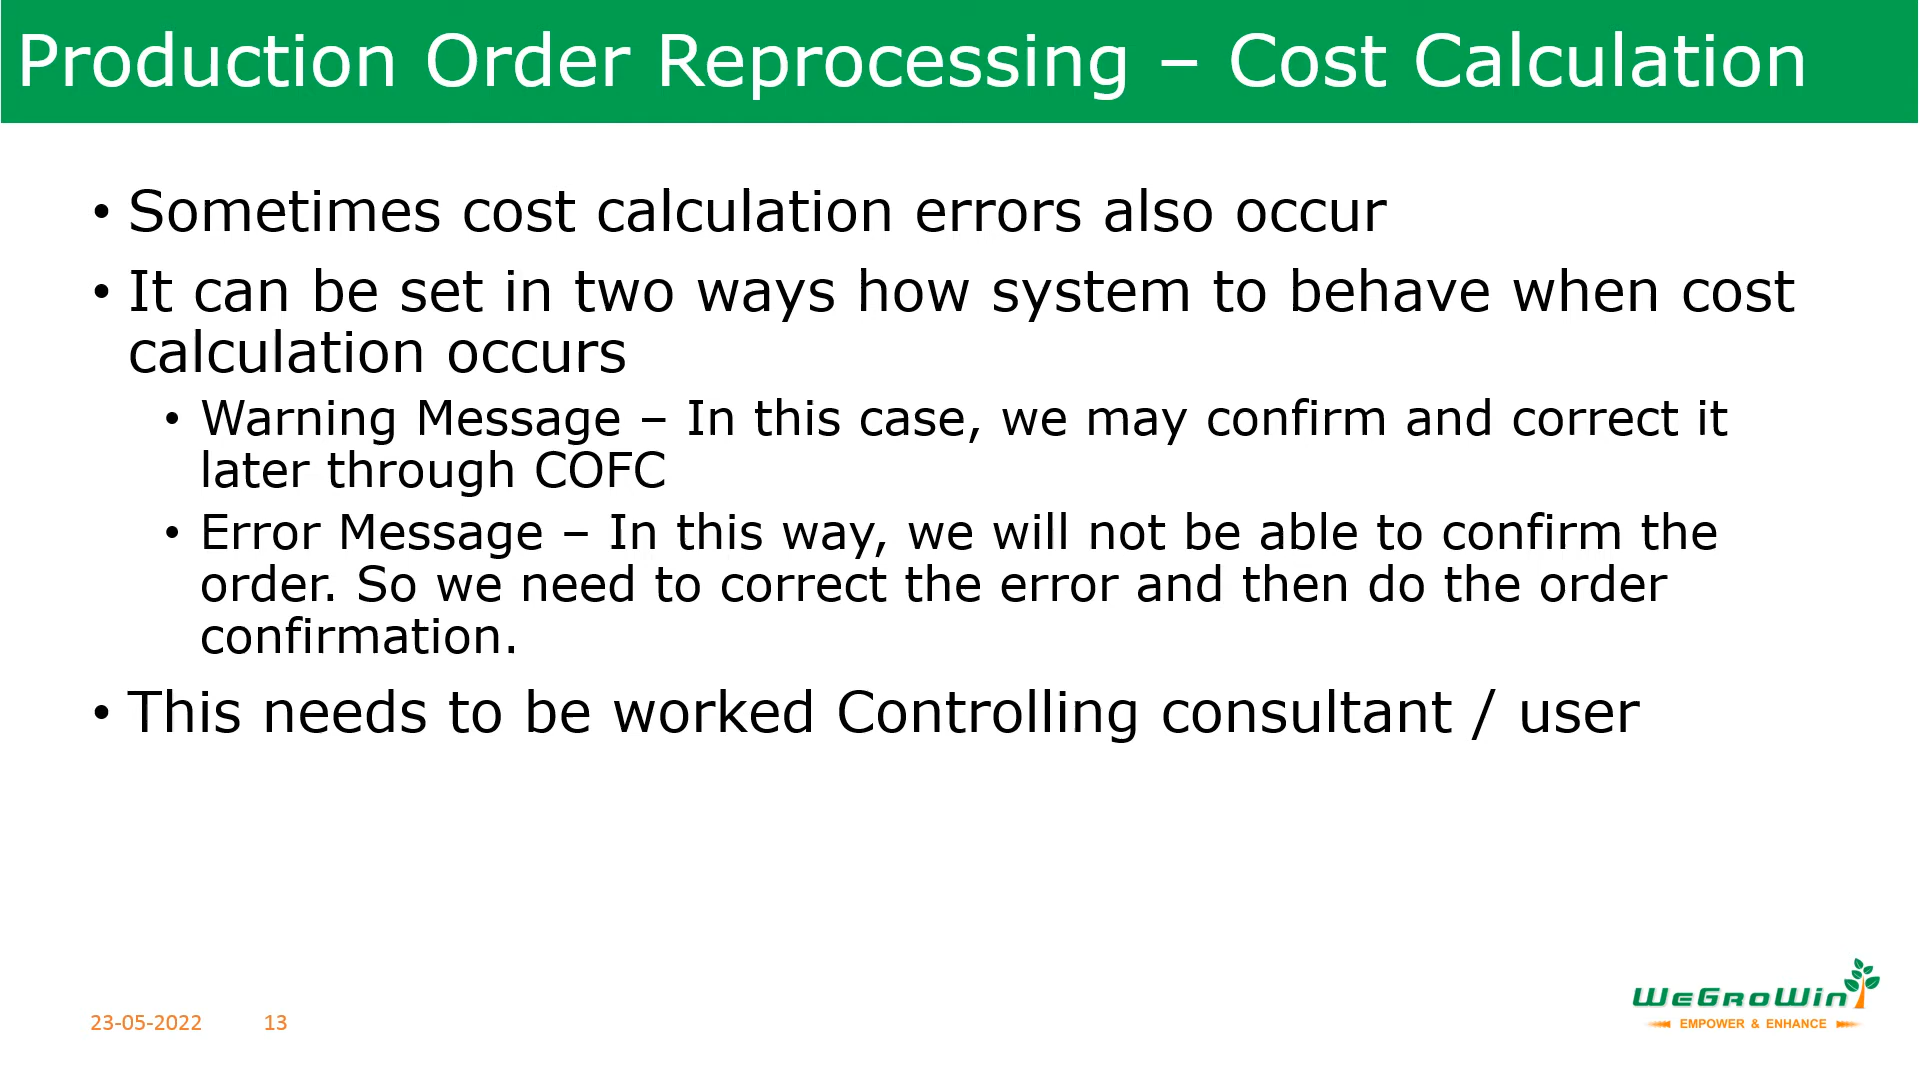 Production Order Reprocessing – Cost Calculation
• Sometimes cost calculation errors also occur
• It can be set in two ways how system to behave when cost
calculation occurs
• Warning Message – In this case, we may confirm and correct it
later through COFC
• Error Message – In this way, we will not be able to confirm the
order. So we need to correct the error and then do the order
confirmation.
• This needs to be worked Controlling consultant / user
WeGroWin
EMPOWER & ENHANCE
23-05-2022 13